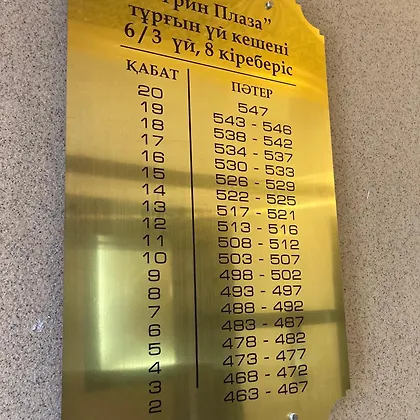 Грин Плаза”
тұрғын үй кешені
6/3 үй, 8 кіреберіс
ҚАБАТ ПӘТЕР
20 547
19 543 - 546
18 538 - 542
17 534 - 537
16 530 - 533
15 526 - 529
14 522 - 525
13 517 - 521
12 513 - 516
11 508 - 512
10 503 - 507
9 498 - 502
8 493 - 497
7 488 - 492
6 483 - 487
5 478 - 482
4 473 - 477
3 468 - 472
2 463 - 467